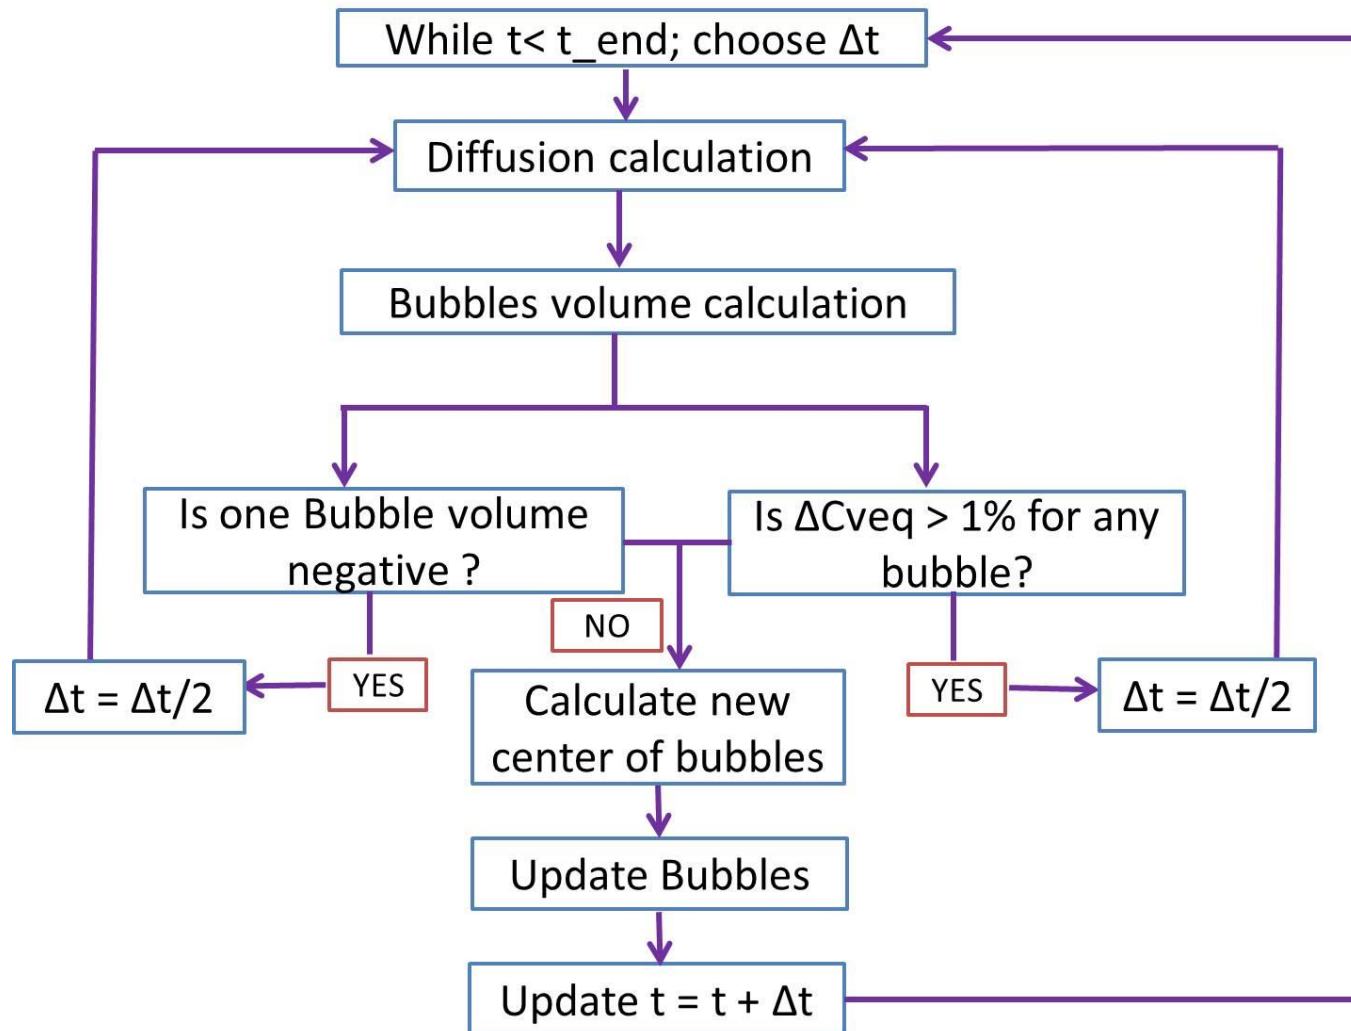 While t< t_end; choose Δt
Diffusion calculation
Bubbles volume calculation
Is one Bubble volume
negative ?
Is ΔCveq > 1% for any
bubble?
NO
YES
YES
Δt = Δt/2
Δt = Δt/2
Calculate new
center of bubbles
Update Bubbles
Update t = t + Δt